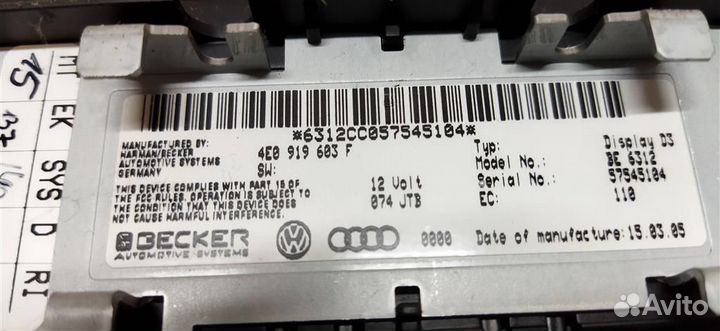 *6312CC057545104*
MANUFACTURED BY:
HARMAN/BECKER
AUTOMOTIVE SYSTEMS
GERMANY
4E0 919 603 F
SW:
Typ: Display D3
Model No.: BE 6312
Serial No.: 57545104
EC: 110
THIS DEVICE COMPLIES WITH PART 15 OF
THE FCC RULES. OPERATION IS SUBJECT TO
THE CONDITION THAT THIS DEVICE DOES
NOT CAUSE HARMFUL INTERFERENCE.
12 Volt
074 JTB
BECKER
AUTOMOTIVE SYSTEMS
0000
Date of manufacture: 15.03.05
15
MT
EK
SYS
D
RI
Avito